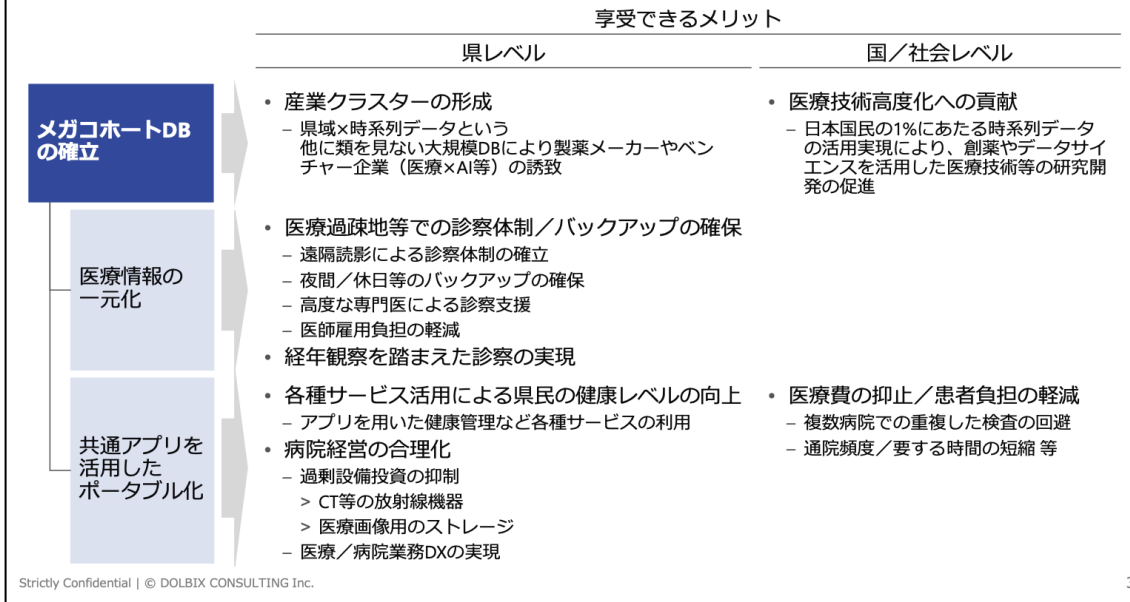 享受できるメリット
県レベル
国／社会レベル
メガコホートDB
の確立
• 産業クラスターの形成
– 県域×時系列データという
他に類を見ない大規模DBにより製薬メーカーやベン
チャー企業（医療×AI等）の誘致
• 医療技術高度化への貢献
– 日本国民の1%にあたる時系列データ
の活用実現により、創薬やデータサイ
エンスを活用した医療技術等の研究開
発の促進
医療情報の
一元化
• 医療過疎地等での診察体制／バックアップの確保
– 遠隔読影による診察体制の確立
– 夜間／休日等のバックアップの確保
– 高度な専門医による診察支援
– 医師雇用負担の軽減
• 経年観察を踏まえた診察の実現
共通アプリを
活用した
ポータブル化
• 各種サービス活用による県民の健康レベルの向上
– アプリを用いた健康管理など各種サービスの利用
• 病院経営の合理化
– 過剰設備投資の抑制
> CT等の放射線機器
> 医療画像用のストレージ
– 医療／病院業務DXの実現
• 医療費の抑止／患者負担の軽減
– 複数病院での重複した検査の回避
– 通院頻度／要する時間の短縮 等
Strictly Confidential | © DOLBIX CONSULTING Inc.